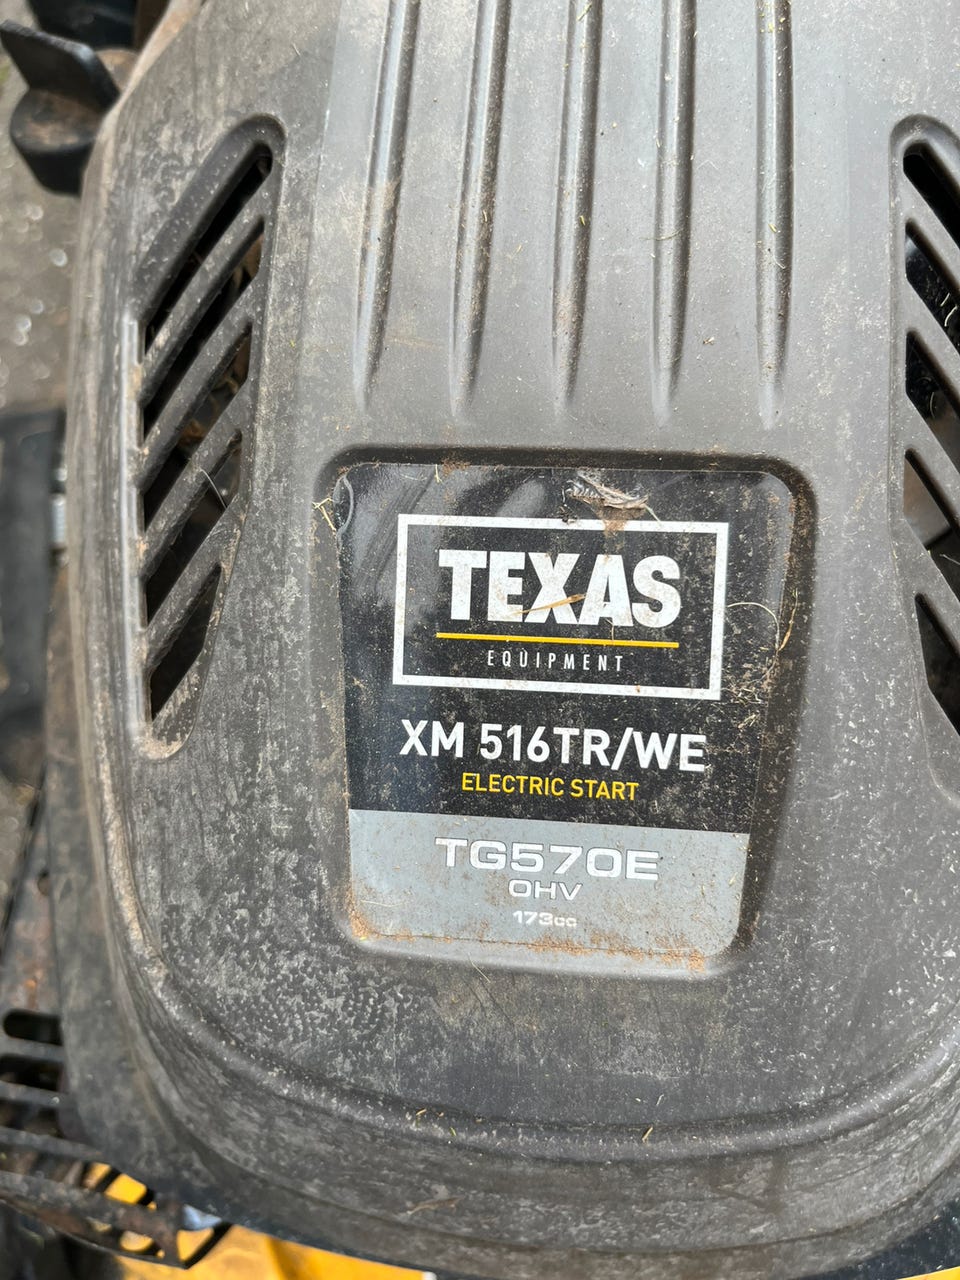 TEXAS
EQUIPMENT
XM 516TR/WE
ELECTRIC START
TG570E
OHV
173cc